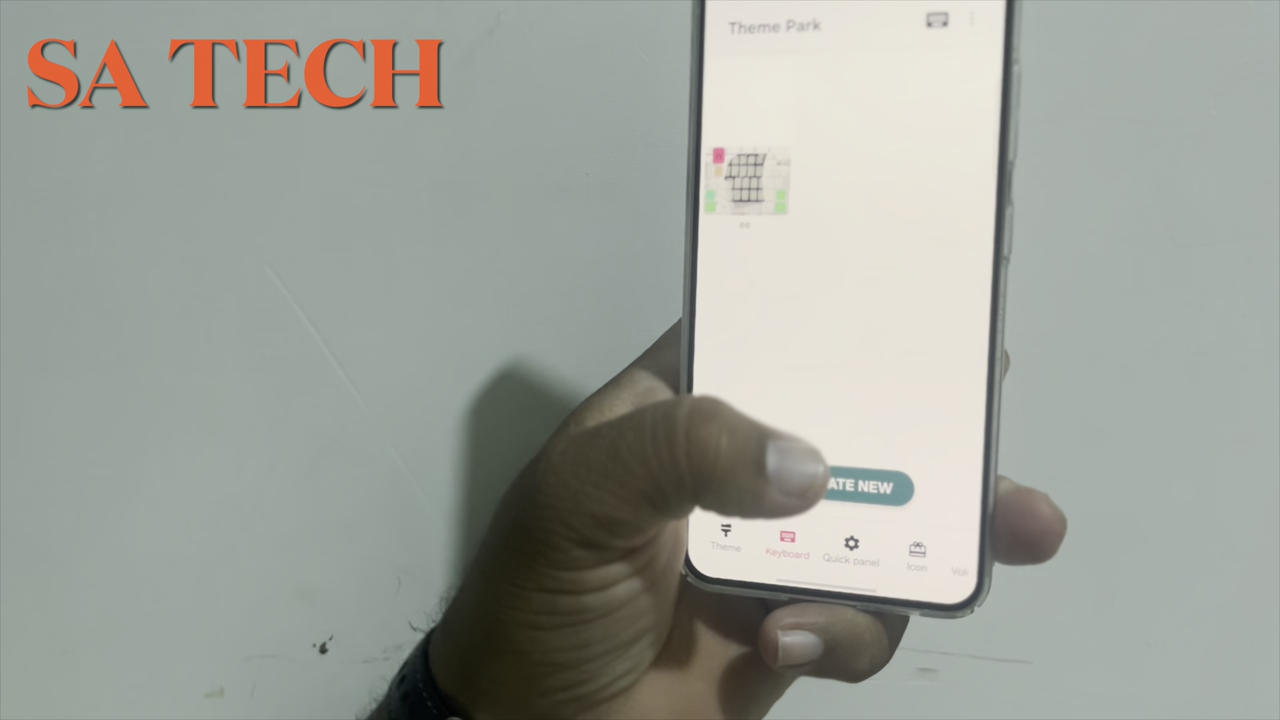 SA TECH
Theme Park
ATE NEW
Theme
Keyboard
Quick panel
Icon